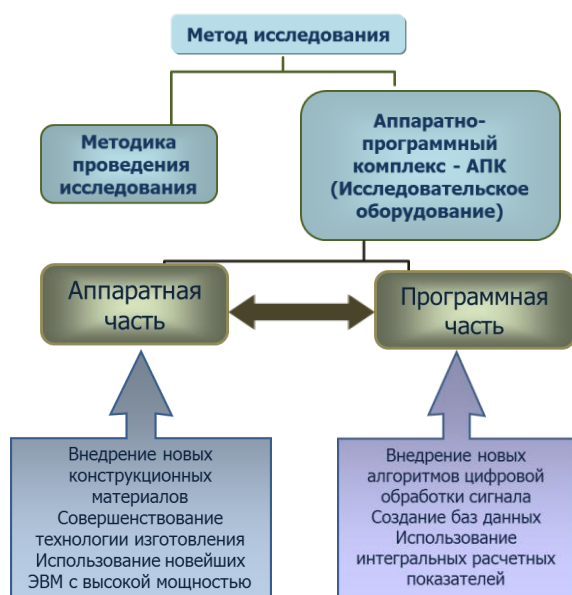 Метод исследования
Методика
проведения
исследования
Аппаратно-
программный
комплекс - АПК
(Исследовательское
оборудование)
Аппаратная
часть
Программная
часть
Внедрение новых
конструкционных
материалов
Совершенствование
технологии изготовления
Использование новейших
ЭВМ с высокой мощностью
Внедрение новых
алгоритмов цифровой
обработки сигнала
Создание баз данных
Использование
интегральных расчетных
показателей